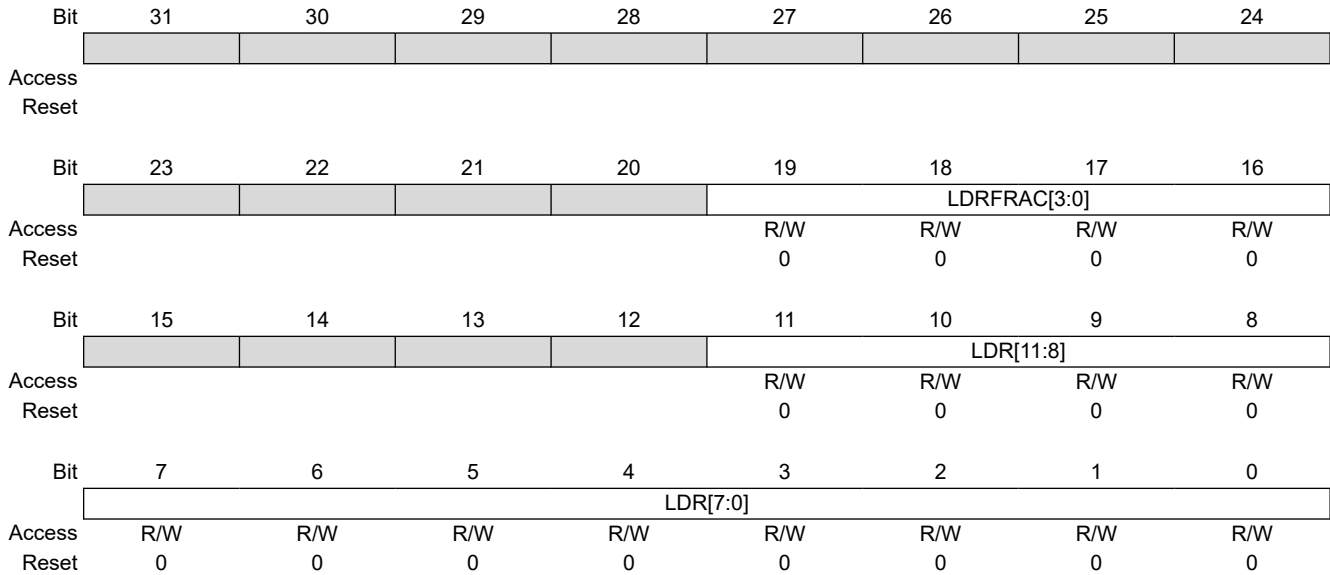 Bit 31 30 29 28 27 26 25 24
Access
Reset
Bit 23 22 21 20 19 18 17 16
LDRFRAC[3:0]
Access R/W R/W R/W R/W
Reset 0 0 0 0
Bit 15 14 13 12 11 10 9 8
LDR[11:8]
Access R/W R/W R/W R/W
Reset 0 0 0 0
Bit 7 6 5 4 3 2 1 0
LDR[7:0]
Access R/W R/W R/W R/W R/W R/W R/W R/W
Reset 0 0 0 0 0 0 0 0